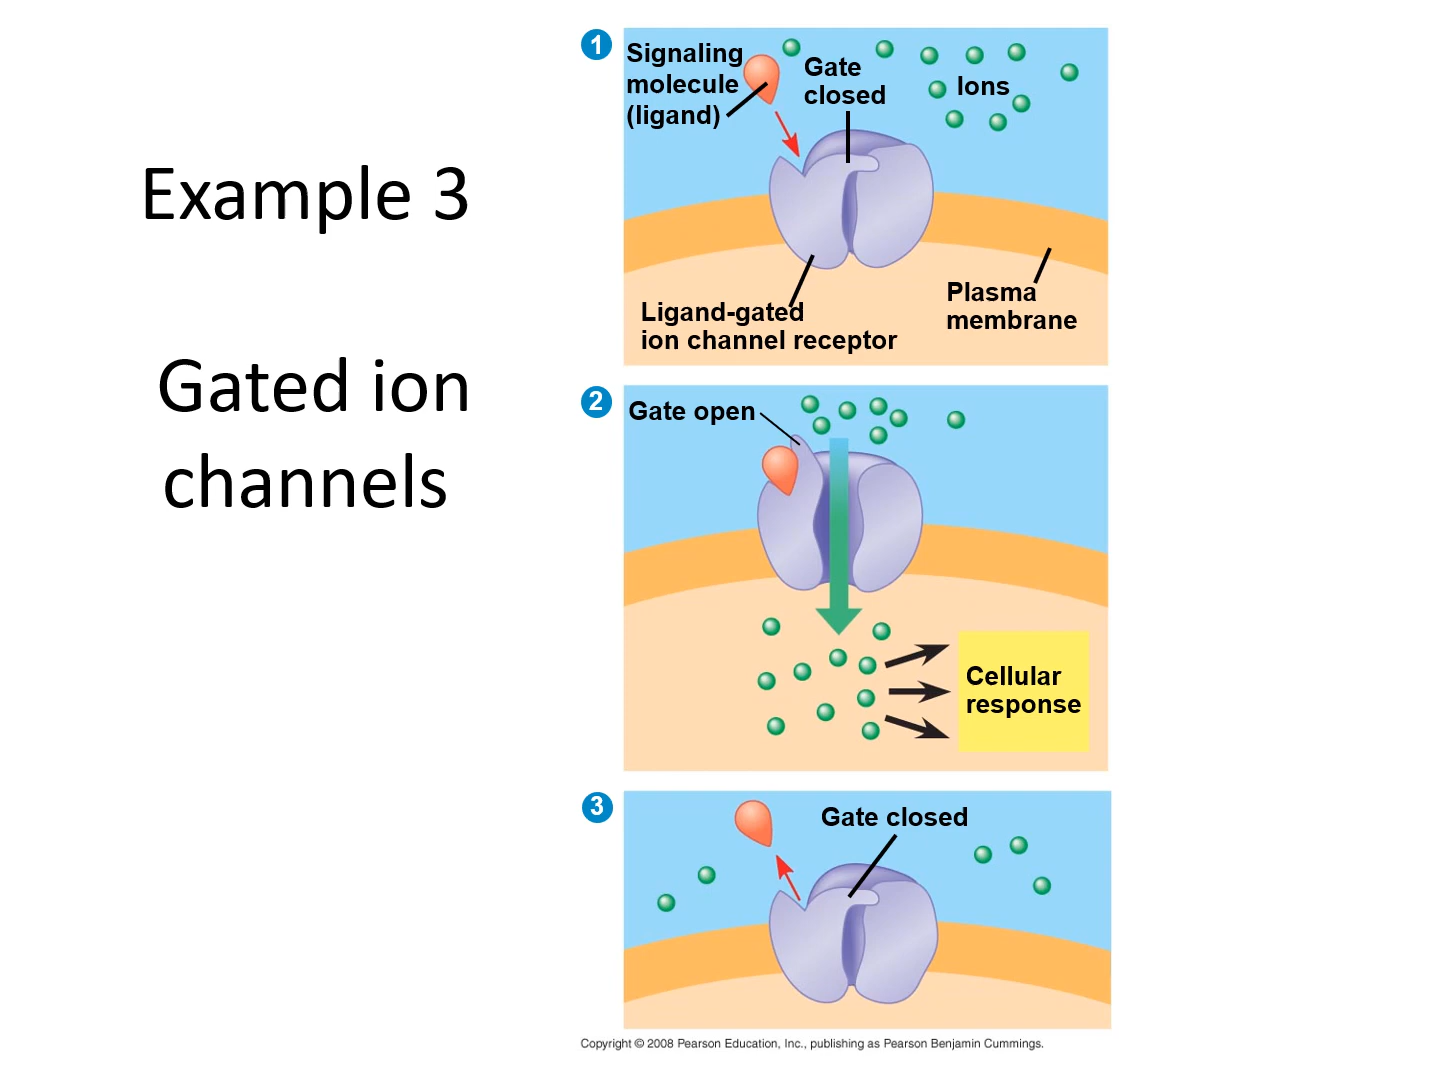 Example 3
Gated ion
channels
1
Signaling
molecule
(ligand)
Gate
closed
Ions
Ligand-gated
ion channel receptor
Plasma
membrane
2
Gate open
Cellular
response
3
Gate closed
Copyright © 2008 Pearson Education, Inc., publishing as Pearson Benjamin Cummings.